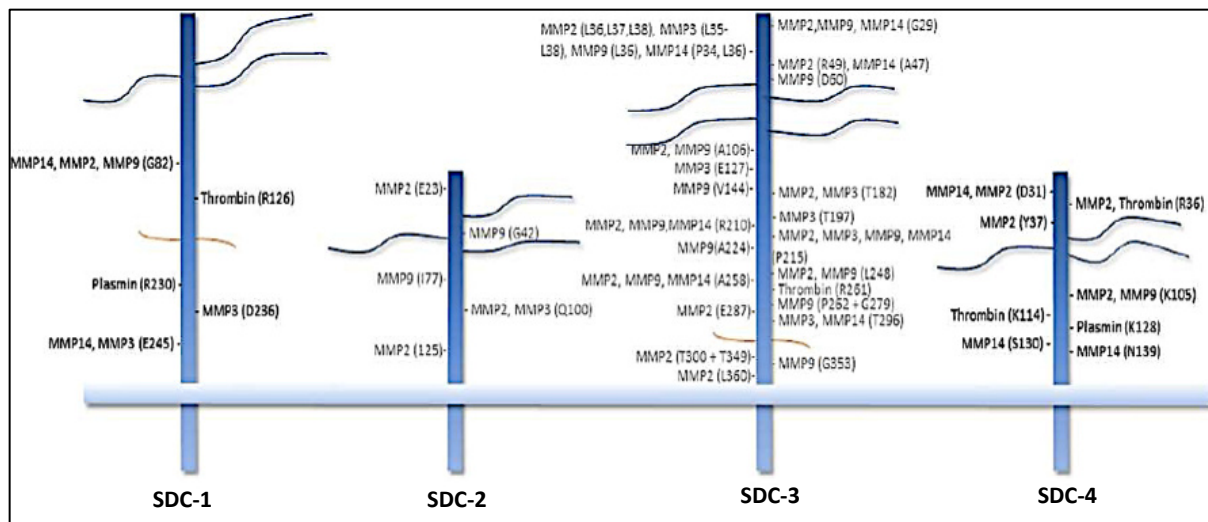 MMP14, MMP2, MMP9 (G82)
Thrombin (R126)
Plasmin (R230)
MMP3 (D236)
MMP14, MMP3 (E245)
SDC-1
MMP2 (E23)
MMP9 (G42)
MMP9 (I77)
MMP2, MMP3 (Q100)
MMP2 (125)
SDC-2
MMP2 (L36,L37,L38), MMP3 (L35-
L38), MMP9 (L36), MMP14 (P34, L36)
MMP2,MMP9, MMP14 (G29)
MMP2 (R49), MMP14 (A47)
MMP9 (D60)
MMP2, MMP9 (A106)
MMP3 (E127)
MMP9 (V144)
MMP2, MMP3 (T182)
MMP3 (T197)
MMP2, MMP9,MMP14 (R210)
MMP2, MMP3, MMP9, MMP14
(P215)
MMP9(A224)
MMP2, MMP9 (L248)
MMP2, MMP9, MMP14 (A258)
Thrombin (R261)
MMP9 (P262 + G279)
MMP2 (E287)
MMP3, MMP14 (T296)
MMP2 (T300 + T349)
MMP9 (G353)
MMP2 (L360)
SDC-3
MMP14, MMP2 (D31)
MMP2, Thrombin (R36)
MMP2 (Y37)
MMP2, MMP9 (K105)
Thrombin (K114)
Plasmin (K128)
MMP14 (S130)
MMP14 (N139)
SDC-4